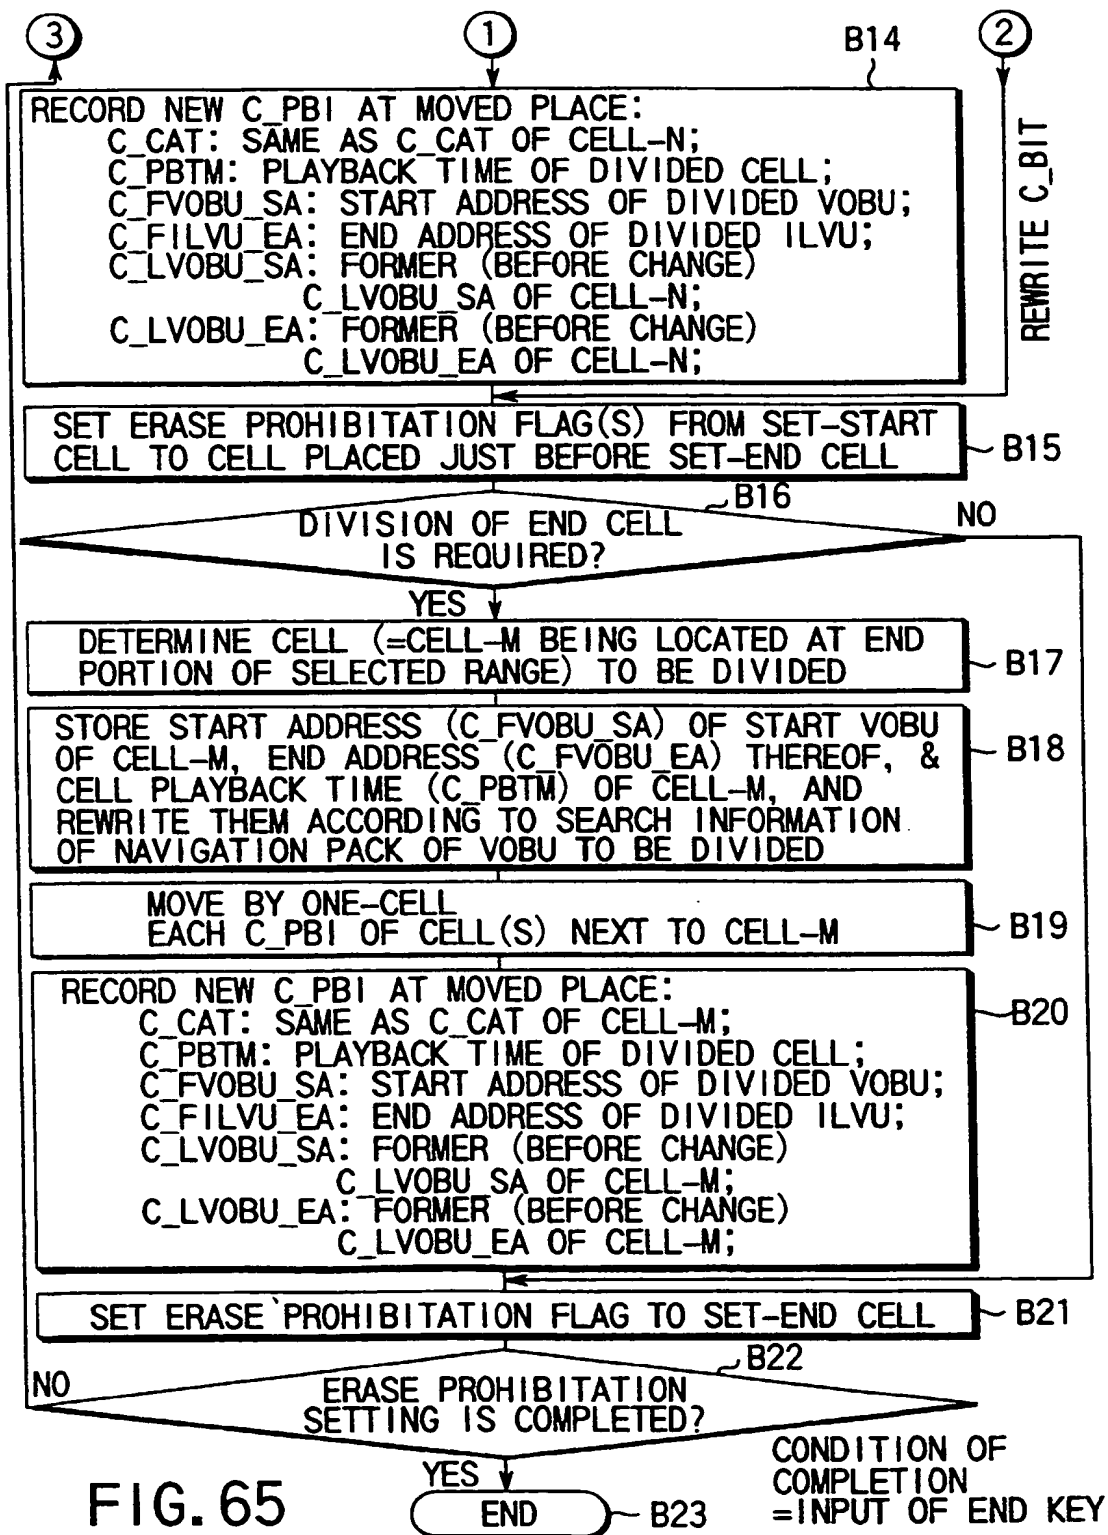 3
1
2
B14
RECORD NEW C_PBI AT MOVED PLACE:
C_CAT: SAME AS C_CAT OF CELL-N;
C_PBTM: PLAYBACK TIME OF DIVIDED CELL;
C_FVOBU_SA: START ADDRESS OF DIVIDED VOBU;
C_FILVU_EA: END ADDRESS OF DIVIDED ILVU;
C_LVOBU_SA: FORMER (BEFORE CHANGE)
C_LVOBU_SA OF CELL-N;
C_LVOBU_EA: FORMER (BEFORE CHANGE)
C_LVOBU_EA OF CELL-N;
REWRITE C_BIT
SET ERASE PROHIBITATION FLAG(S) FROM SET-START
CELL TO CELL PLACED JUST BEFORE SET-END CELL
B15
B16
DIVISION OF END CELL
IS REQUIRED?
NO
YES
DETERMINE CELL (=CELL-M BEING LOCATED AT END
PORTION OF SELECTED RANGE) TO BE DIVIDED
B17
STORE START ADDRESS (C_FVOBU_SA) OF START VOBU
OF CELL-M, END ADDRESS (C_FVOBU_EA) THEREOF, &
CELL PLAYBACK TIME (C_PBTM) OF CELL-M, AND
REWRITE THEM ACCORDING TO SEARCH INFORMATION
OF NAVIGATION PACK OF VOBU TO BE DIVIDED
B18
MOVE BY ONE-CELL
EACH C_PBI OF CELL(S) NEXT TO CELL-M
B19
RECORD NEW C_PBI AT MOVED PLACE:
C_CAT: SAME AS C_CAT OF CELL-M;
C_PBTM: PLAYBACK TIME OF DIVIDED CELL;
C_FVOBU_SA: START ADDRESS OF DIVIDED VOBU;
C_FILVU_EA: END ADDRESS OF DIVIDED ILVU;
C_LVOBU_SA: FORMER (BEFORE CHANGE)
C_LVOBU_SA OF CELL-M;
C_LVOBU_EA: FORMER (BEFORE CHANGE)
C_LVOBU_EA OF CELL-M;
B20
SET ERASE PROHIBITATION FLAG TO SET-END CELL
B21
B22
NO
ERASE PROHIBITATION
SETTING IS COMPLETED?
YES
END
B23
CONDITION OF
COMPLETION
=INPUT OF END KEY
FIG. 65